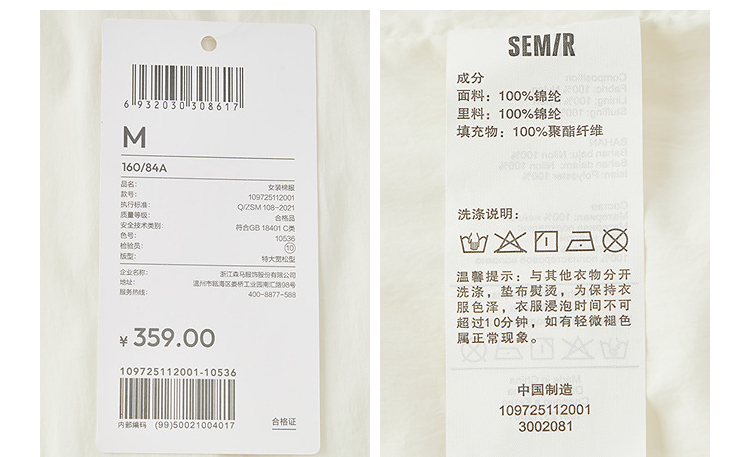 6 932030 308617
M
160/84A
品名: 女装棉服
款号: 109725112001
执行标准: Q/ZSM 108-2021
质量等级: 合格品
安全技术类别: 符合GB 18401 C类
色号: 10536
检验员: 10
版型: 特大宽松型
企业名称: 浙江森马服饰股份有限公司
地址: 温州市瓯海区娄桥工业园南汇路98号
服务热线: 400-8877-588
¥ 359.00
109725112001-10536
内部编码 (99)50021004017
合格证
SEMIR
成分
面料：100%锦纶
里料：100%锦纶
填充物：100%聚酯纤维
洗涤说明：
温馨提示：与其他衣物分开
洗涤，垫布熨烫，为保持衣
服色泽，衣服浸泡时间不可
超过10分钟，如有轻微褪色
属正常现象。
中国制造
109725112001
3002081